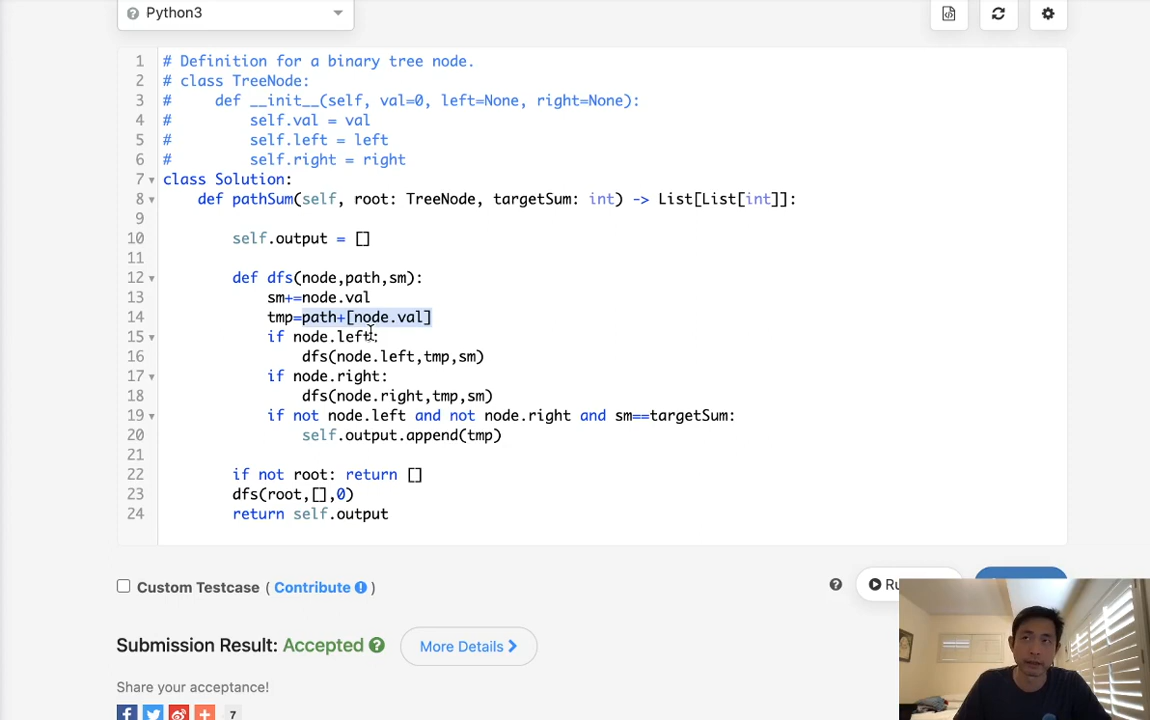 Python3
1 # Definition for a binary tree node.
2 # class TreeNode:
3 #     def __init__(self, val=0, left=None, right=None):
4 #         self.val = val
5 #         self.left = left
6 #         self.right = right
7 class Solution:
8     def pathSum(self, root: TreeNode, targetSum: int) -> List[List[int]]:
9
10         self.output = []
11
12         def dfs(node,path,sm):
13             sm+=node.val
14             tmp=path+[node.val]
15             if node.left:
16                 dfs(node.left,tmp,sm)
17             if node.right:
18                 dfs(node.right,tmp,sm)
19             if not node.left and not node.right and sm==targetSum:
20                 self.output.append(tmp)
21
22         if not root: return []
23         dfs(root,[],0)
24         return self.output
Custom Testcase ( Contribute )
Submission Result: Accepted
More Details
Share your acceptance!
7